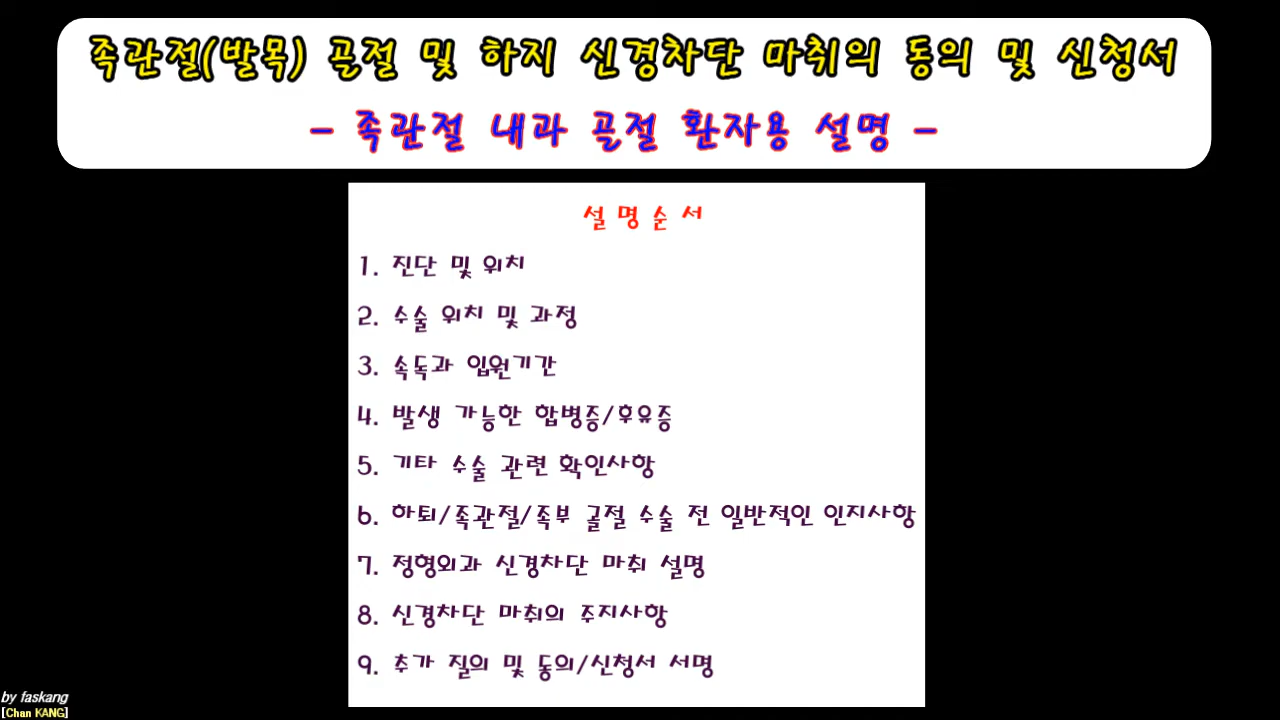 족관절(발목) 골절 및 하지 신경차단 마취의 동의 및 신청서
- 족관절 내과 골절 환자용 설명 -
설 명 순 서
1. 진단 및 위치
2. 수술 위치 및 과정
3. 속독과 입원기간
4. 발생 가능한 합병증/후유증
5. 기타 수술 관련 확인사항
6. 하퇴/족관절/족부 골절 수술 전 일반적인 인지사항
7. 정형외과 신경차단 마취 설명
8. 신경차단 마취의 주지사항
9. 추가 질의 및 동의/신청서 서명
by faskang
[Chan KANG]